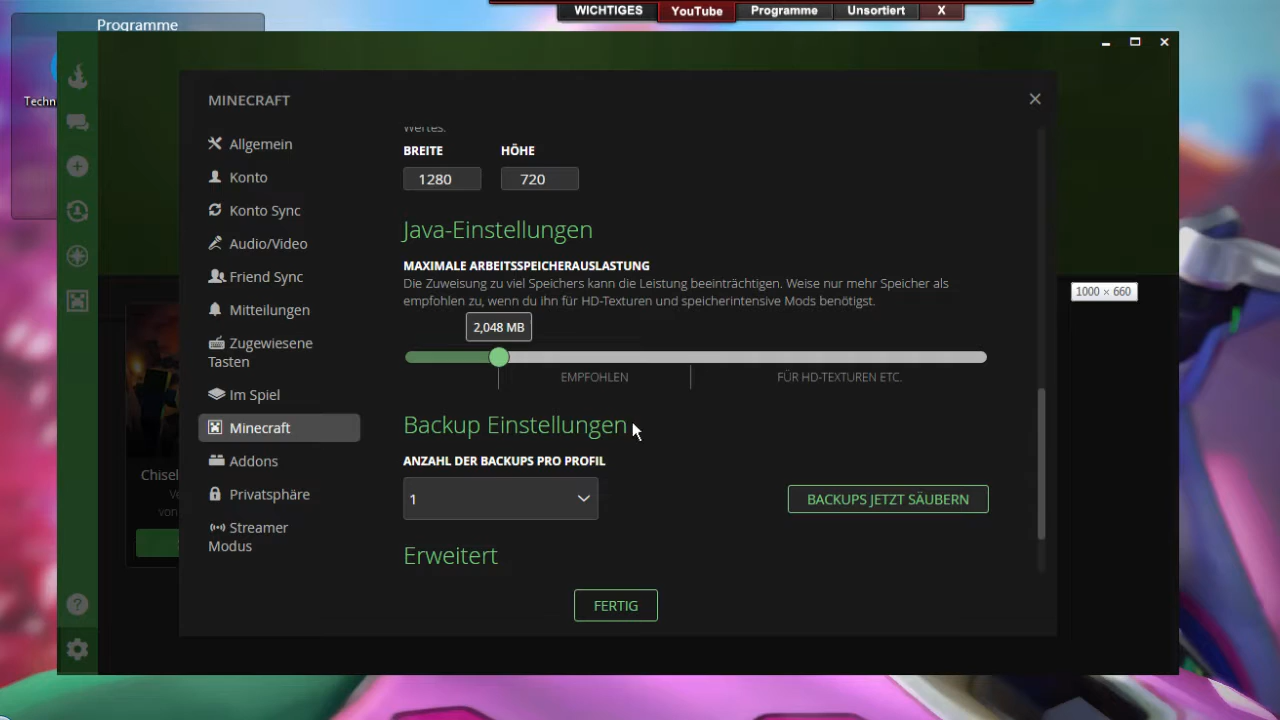 WICHTIGES
YouTube
Programme
Unsortiert
X
Programme
Techn
MINECRAFT
Allgemein
Konto
Konto Sync
Audio/Video
Friend Sync
Mitteilungen
Zugewiesene
Tasten
Im Spiel
Minecraft
Addons
Privatsphäre
Streamer
Modus
Wertes.
BREITE
HÖHE
1280
720
Java-Einstellungen
MAXIMALE ARBEITSSPEICHERAUSLASTUNG
Die Zuweisung zu viel Speichers kann die Leistung beeinträchtigen. Weise nur mehr Speicher als
empfohlen zu, wenn du ihn für HD-Texturen und speicherintensive Mods benötigst.
2,048 MB
EMPFOHLEN
FÜR HD-TEXTUREN ETC.
Backup Einstellungen
ANZAHL DER BACKUPS PRO PROFIL
1
BACKUPS JETZT SÄUBERN
Erweitert
FERTIG
1000 × 660
Chisel
von